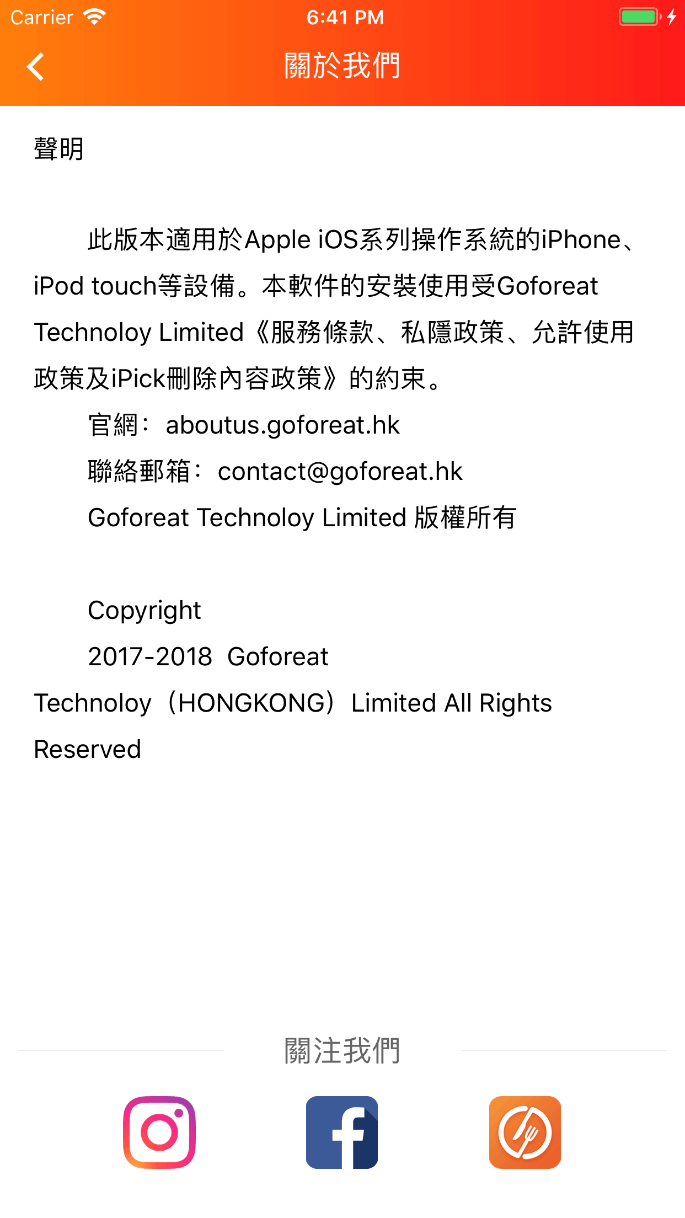 Carrier 6:41 PM
關於我們
聲明
此版本適用於Apple iOS系列操作系統的iPhone、
iPod touch等設備。本軟件的安裝使用受Goforeat
Technoloy Limited《服務條款、私隱政策、允許使用
政策及iPick刪除內容政策》的約束。
官網：aboutus.goforeat.hk
聯絡郵箱：contact@goforeat.hk
Goforeat Technoloy Limited 版權所有
Copyright
2017-2018  Goforeat
Technoloy（HONGKONG）Limited All Rights
Reserved
關注我們